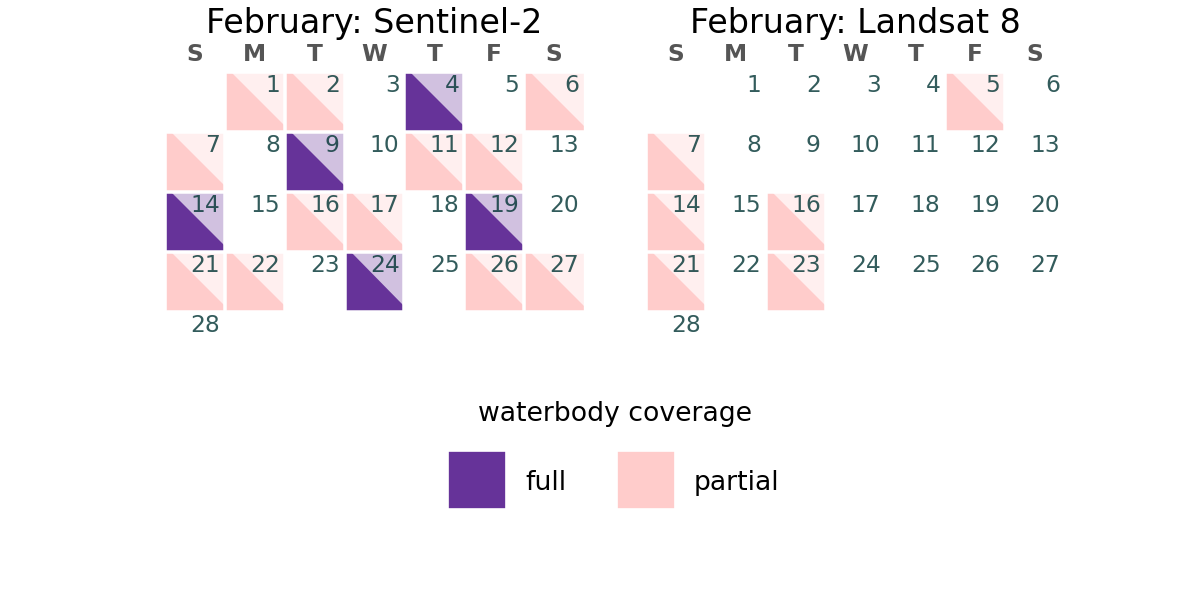 February: Sentinel-2
S M T W T F S
1 2 3 4 5 6
7 8 9 10 11 12 13
14 15 16 17 18 19 20
21 22 23 24 25 26 27
28
February: Landsat 8
S M T W T F S
1 2 3 4 5 6
7 8 9 10 11 12 13
14 15 16 17 18 19 20
21 22 23 24 25 26 27
28
waterbody coverage
full partial